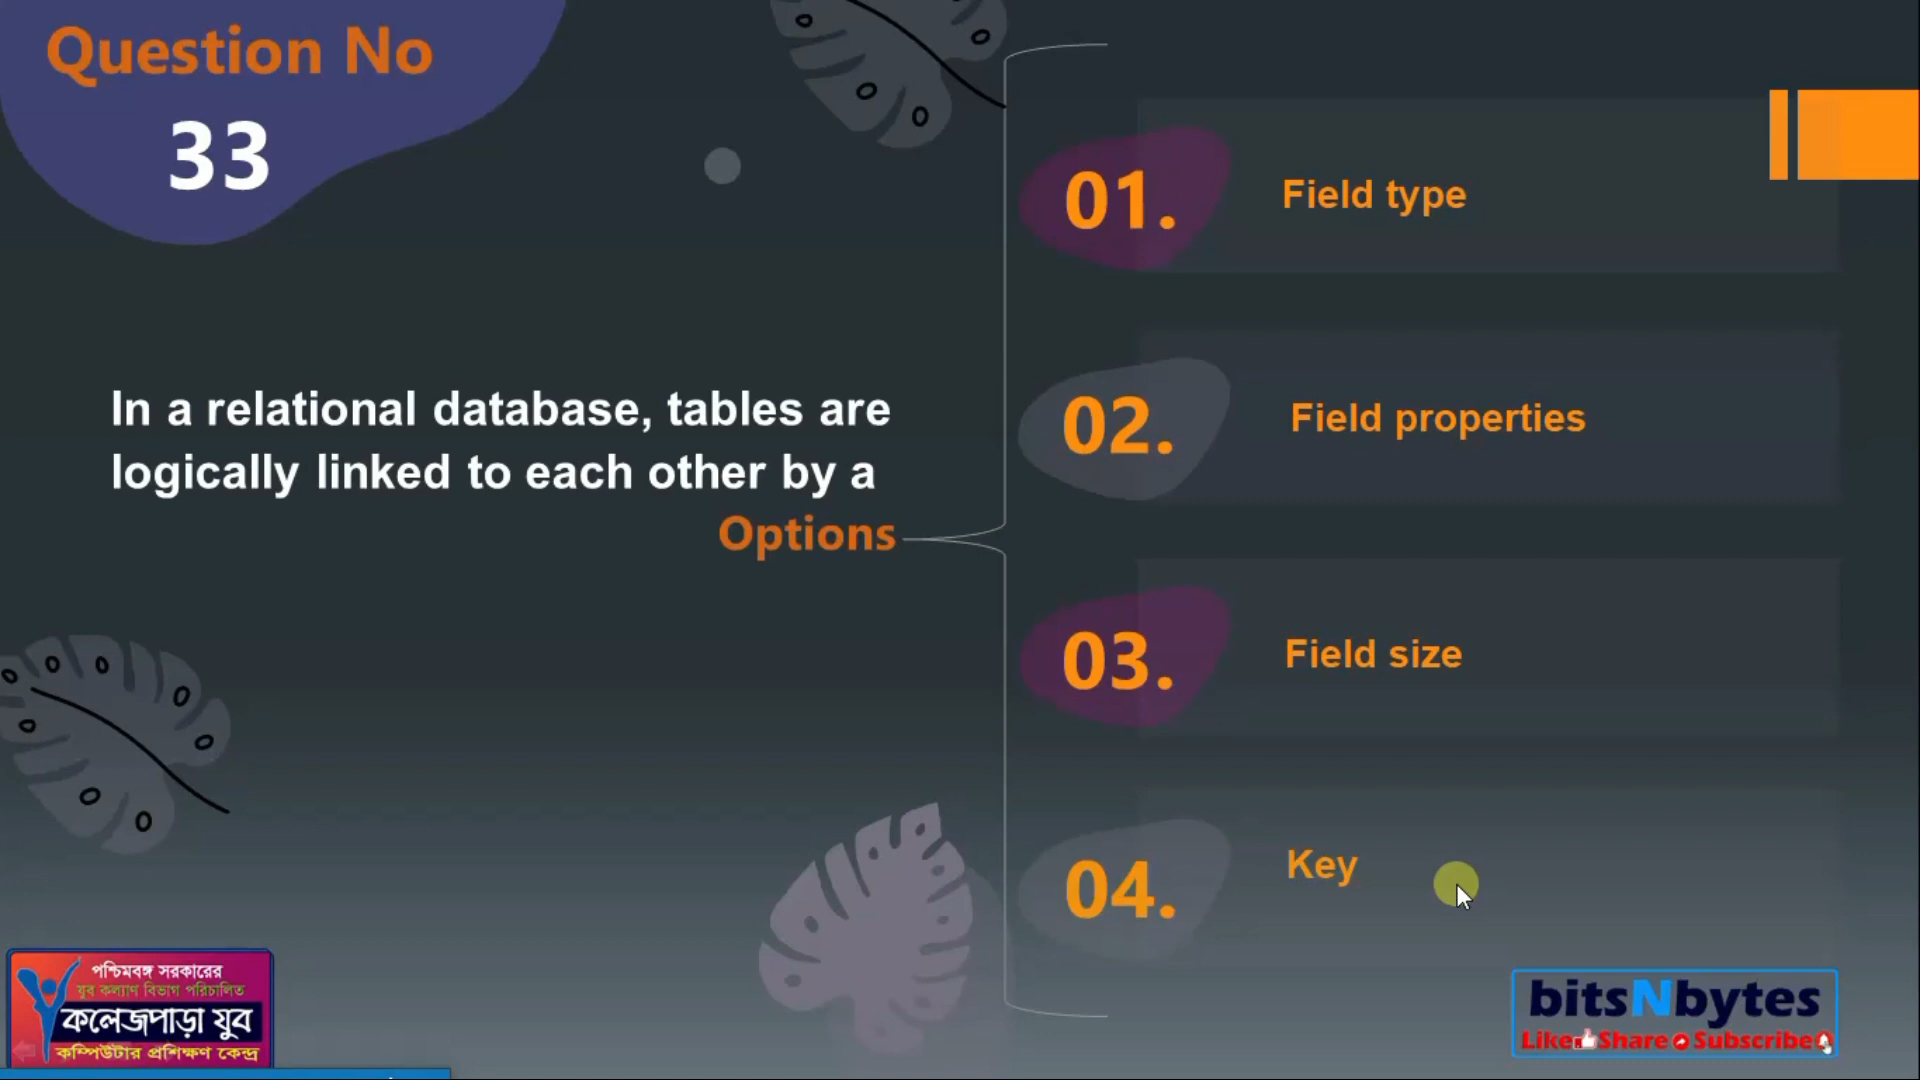 Question No
33
In a relational database, tables are
logically linked to each other by a
Options
01.
Field type
02.
Field properties
03.
Field size
04.
Key
পশ্চিমবঙ্গ সরকারের
যুব কল্যাণ বিভাগ পরিচালিত
কলেজপাড়া যুব
কম্পিউটার প্রশিক্ষণ কেন্দ্র
bitsNbytes
Like Share Subscribe